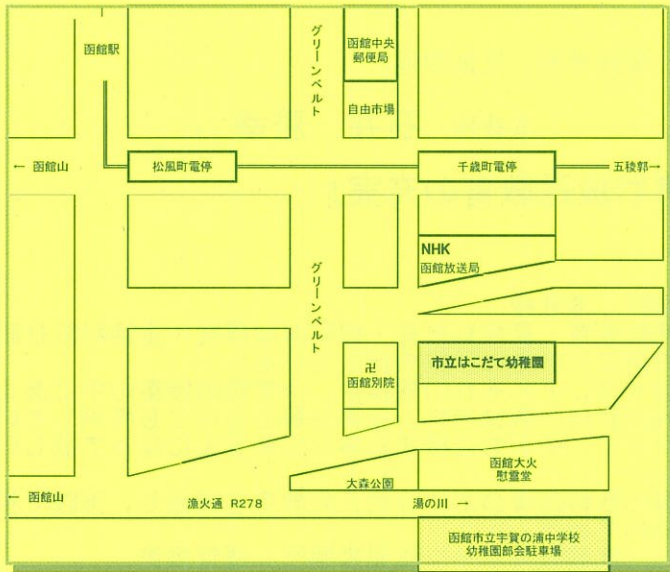 函館駅
グリーンベルト
函館中央
郵便局
自由市場
← 函館山
松風町電停
千歳町電停
五稜郭→
グリーンベルト
NHK
函館放送局
卍
函館別院
市立はこだて幼稚園
函館大火
慰霊堂
大森公園
← 函館山
漁火通 R278
湯の川 →
函館市立宇賀の浦中学校
幼稚園部会駐車場